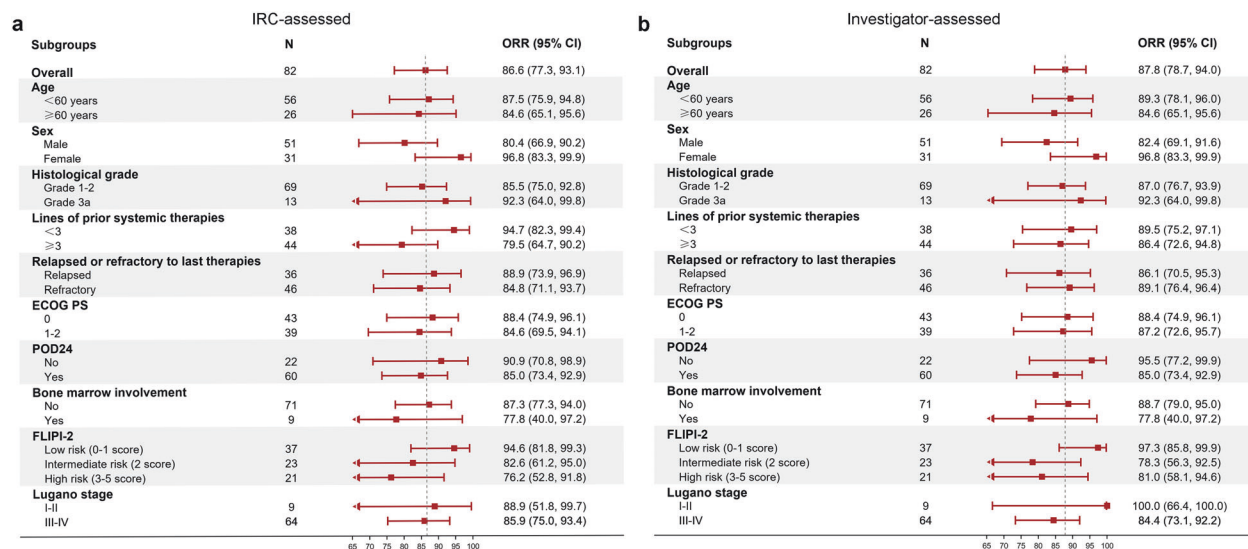 a
IRC-assessed
Subgroups N ORR (95% CI)
Overall 82 86.6 (77.3, 93.1)
Age
<60 years 56 87.5 (75.9, 94.8)
≥60 years 26 84.6 (65.1, 95.6)
Sex
Male 51 80.4 (66.9, 90.2)
Female 31 96.8 (83.3, 99.9)
Histological grade
Grade 1-2 69 85.5 (75.0, 92.8)
Grade 3a 13 92.3 (64.0, 99.8)
Lines of prior systemic therapies
<3 38 94.7 (82.3, 99.4)
≥3 44 79.5 (64.7, 90.2)
Relapsed or refractory to last therapies
Relapsed 36 88.9 (73.9, 96.9)
Refractory 46 84.8 (71.1, 93.7)
ECOG PS
0 43 88.4 (74.9, 96.1)
1-2 39 84.6 (69.5, 94.1)
POD24
No 22 90.9 (70.8, 98.9)
Yes 60 85.0 (73.4, 92.9)
Bone marrow involvement
No 71 87.3 (77.3, 94.0)
Yes 9 77.8 (40.0, 97.2)
FLIPI-2
Low risk (0-1 score) 37 94.6 (81.8, 99.3)
Intermediate risk (2 score) 23 82.6 (61.2, 95.0)
High risk (3-5 score) 21 76.2 (52.8, 91.8)
Lugano stage
I-II 9 88.9 (51.8, 99.7)
III-IV 64 85.9 (75.0, 93.4)
65 70 75 80 85 90 95 100
b
Investigator-assessed
Subgroups N ORR (95% CI)
Overall 82 87.8 (78.7, 94.0)
Age
<60 years 56 89.3 (78.1, 96.0)
≥60 years 26 84.6 (65.1, 95.6)
Sex
Male 51 82.4 (69.1, 91.6)
Female 31 96.8 (83.3, 99.9)
Histological grade
Grade 1-2 69 87.0 (76.7, 93.9)
Grade 3a 13 92.3 (64.0, 99.8)
Lines of prior systemic therapies
<3 38 89.5 (75.2, 97.1)
≥3 44 86.4 (72.6, 94.8)
Relapsed or refractory to last therapies
Relapsed 36 86.1 (70.5, 95.3)
Refractory 46 89.1 (76.4, 96.4)
ECOG PS
0 43 88.4 (74.9, 96.1)
1-2 39 87.2 (72.6, 95.7)
POD24
No 22 95.5 (77.2, 99.9)
Yes 60 85.0 (73.4, 92.9)
Bone marrow involvement
No 71 88.7 (79.0, 95.0)
Yes 9 77.8 (40.0, 97.2)
FLIPI-2
Low risk (0-1 score) 37 97.3 (85.8, 99.9)
Intermediate risk (2 score) 23 78.3 (56.3, 92.5)
High risk (3-5 score) 21 81.0 (58.1, 94.6)
Lugano stage
I-II 9 100.0 (66.4, 100.0)
III-IV 64 84.4 (73.1, 92.2)
65 70 75 80 85 90 95 100